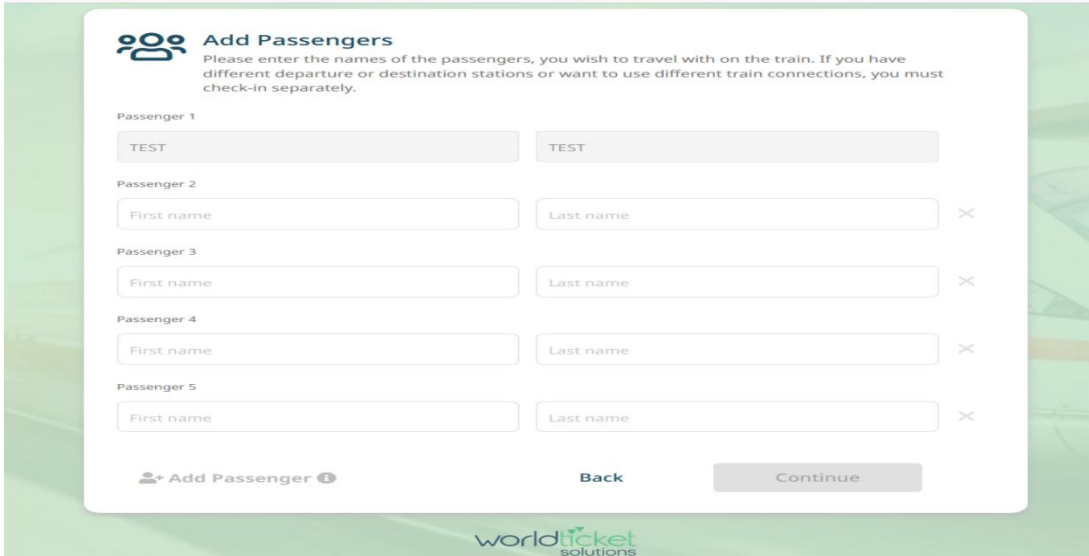 Add Passengers
Please enter the names of the passengers, you wish to travel with on the train. If you have
different departure or destination stations or want to use different train connections, you must
check-in separately.
Passenger 1
TEST TEST
Passenger 2
First name Last name
Passenger 3
First name Last name
Passenger 4
First name Last name
Passenger 5
First name Last name
Add Passenger Back Continue
worldticket
solutions